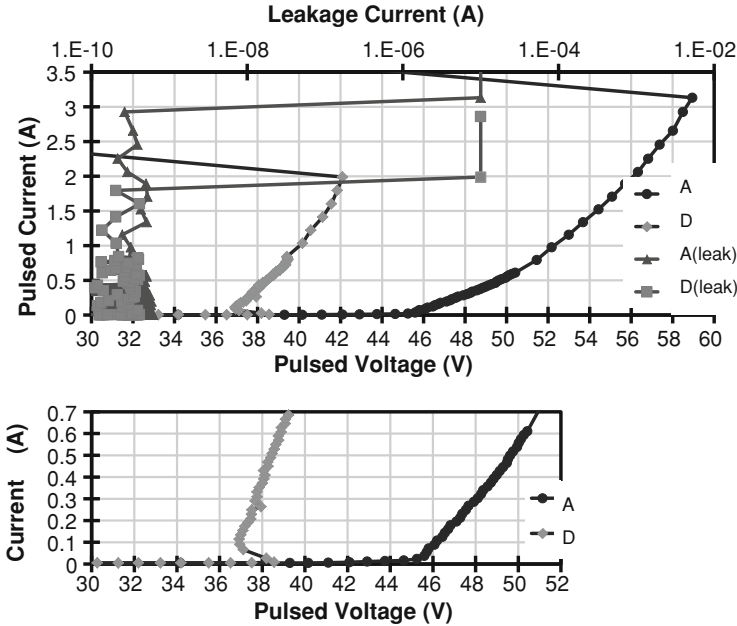 Leakage Current (A)
1.E-10 1.E-08 1.E-06 1.E-04 1.E-02
Pulsed Current (A)
3.5
3
2.5
2
1.5
1
0.5
0
A
D
A(leak)
D(leak)
30 32 34 36 38 40 42 44 46 48 50 52 54 56 58 60
Pulsed Voltage (V)
Current (A)
0.7
0.6
0.5
0.4
0.3
0.2
0.1
0
A
D
30 32 34 36 38 40 42 44 46 48 50 52
Pulsed Voltage (V)